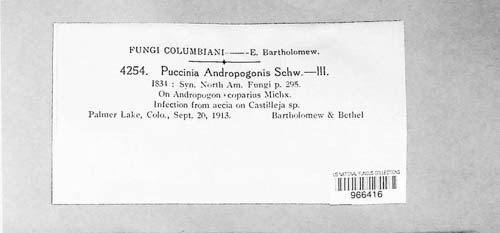 FUNGI COLUMBIANI——E. Bartholomew.
4254. Puccinia Andropogonis Schw.—III.
1834 : Syn. North Am. Fungi p. 295.
On Andropogon scoparius Michx.
Infection from aecia on Castilleja sp.
Palmer Lake, Colo., Sept. 20, 1913. Bartholomew & Bethel
US NATIONAL FUNGUS COLLECTIONS
966416